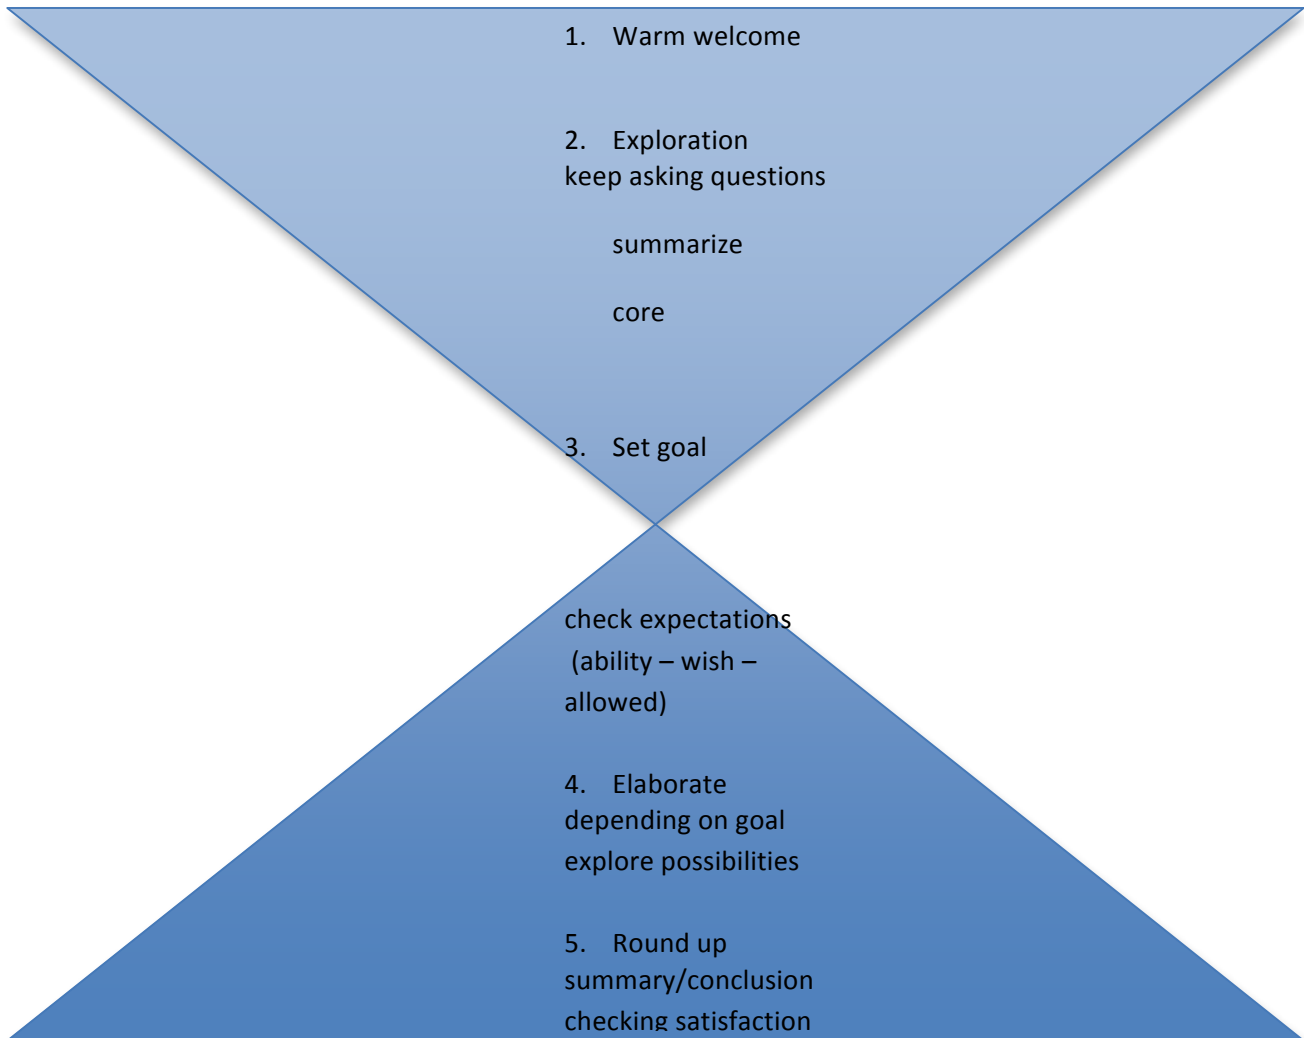 1. Warm welcome
2. Exploration
keep asking questions
summarize
core
3. Set goal
check expectations
(ability – wish –
allowed)
4. Elaborate
depending on goal
explore possibilities
5. Round up
summary/conclusion
checking satisfaction